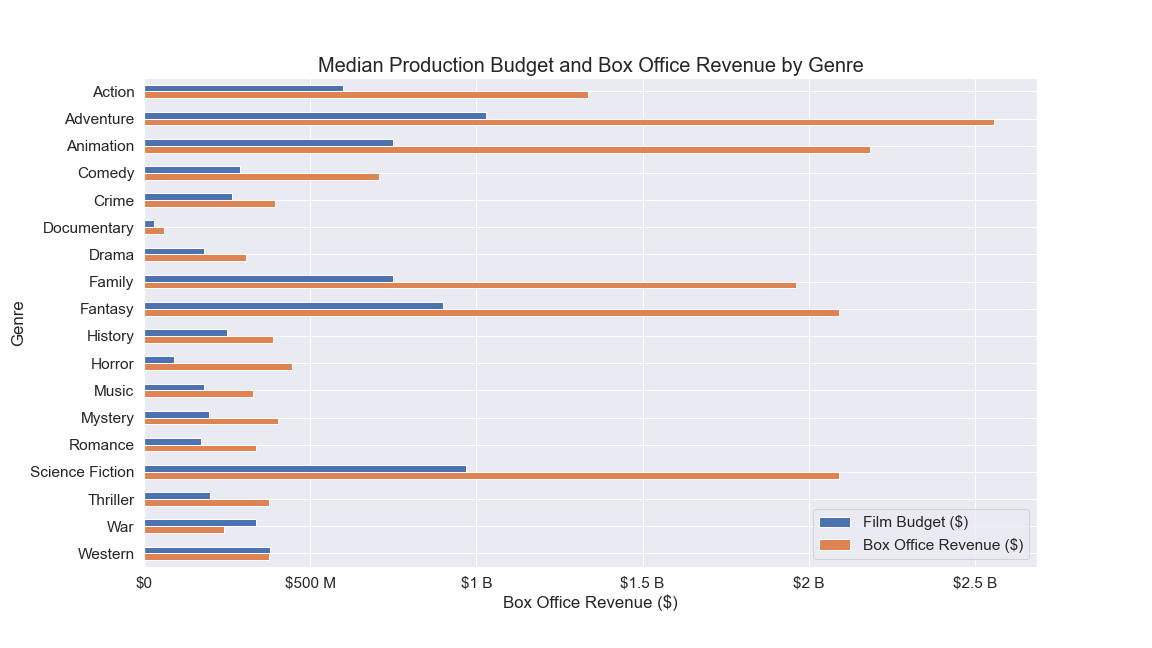 Median Production Budget and Box Office Revenue by Genre
Genre
Action
Adventure
Animation
Comedy
Crime
Documentary
Drama
Family
Fantasy
History
Horror
Music
Mystery
Romance
Science Fiction
Thriller
War
Western
Film Budget ($)
Box Office Revenue ($)
$0 $500 M $1 B $1.5 B $2 B $2.5 B
Box Office Revenue ($)